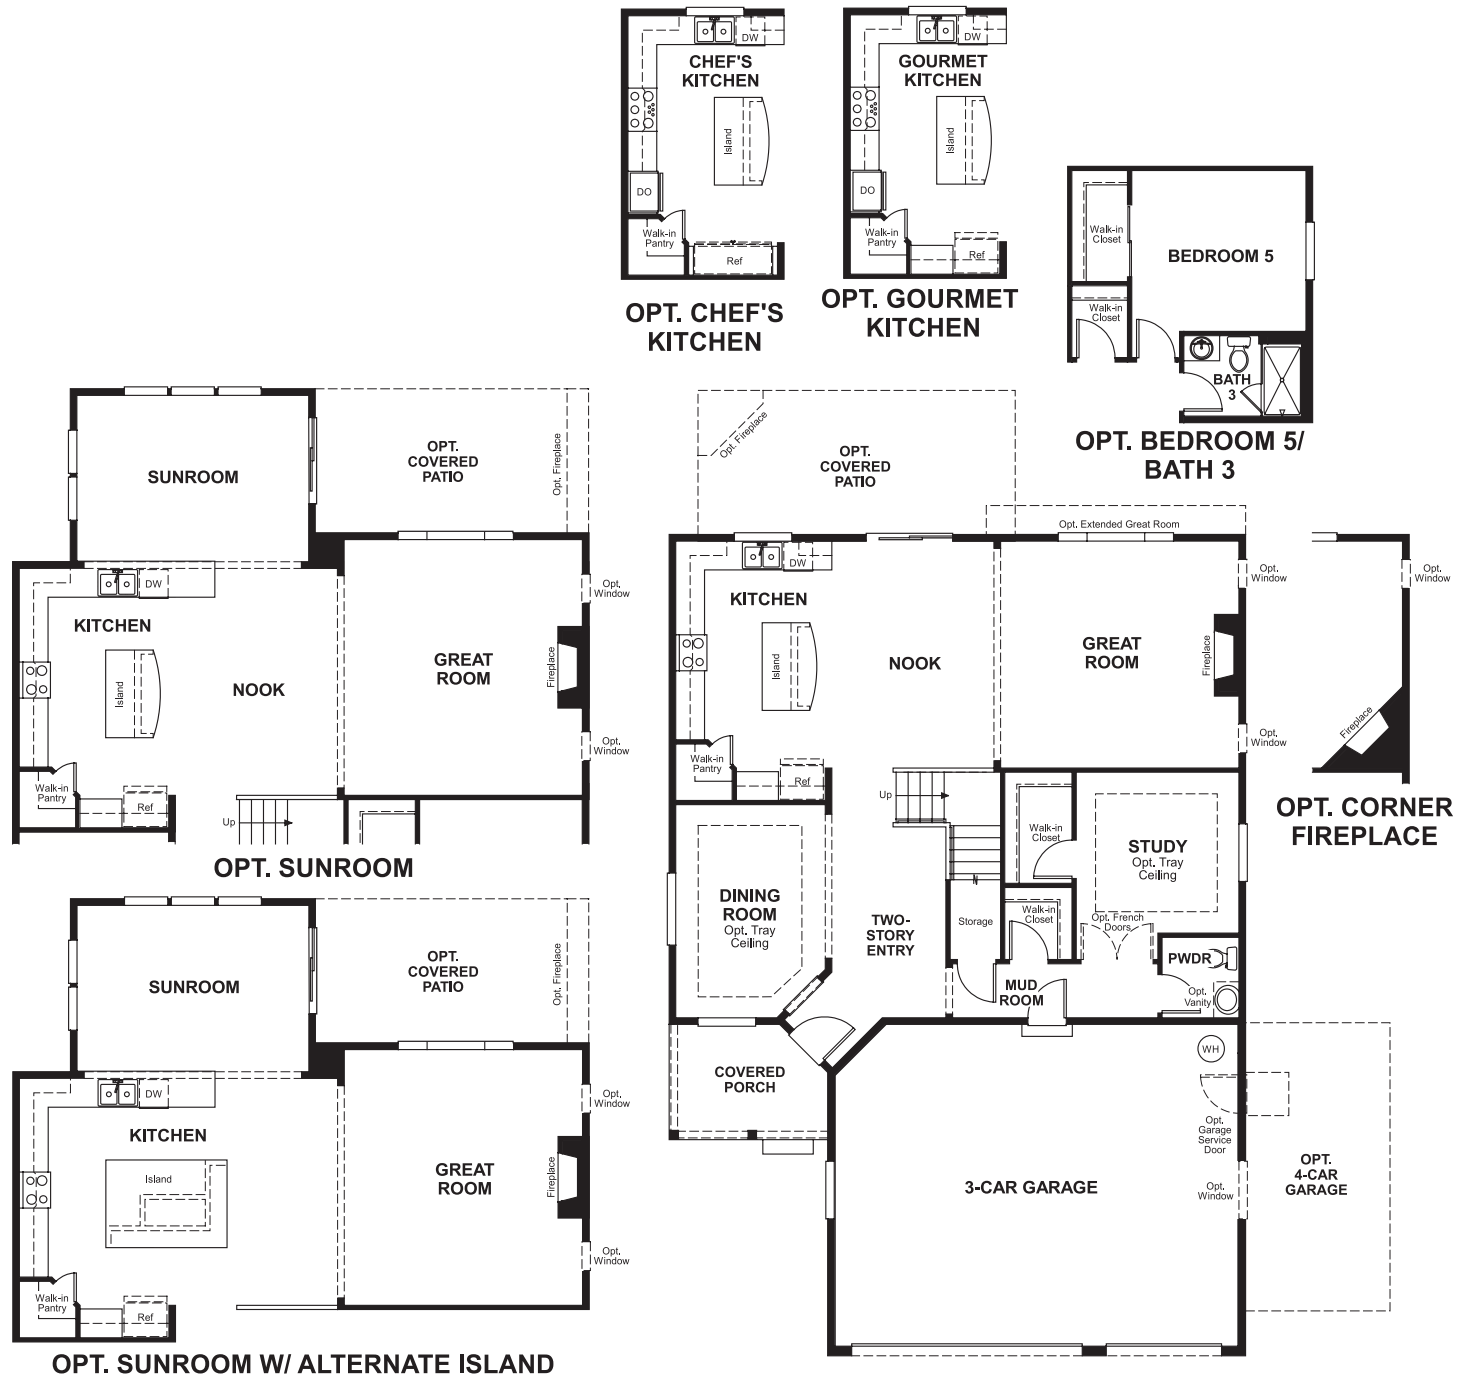 DW
CHEF'S
KITCHEN
Island
DO
Walk-in
Pantry
Ref
OPT. CHEF'S
KITCHEN
DW
GOURMET
KITCHEN
Island
DO
Walk-in
Pantry
Ref
OPT. GOURMET
KITCHEN
Walk-in
Closet
BEDROOM 5
Walk-in
Closet
BATH
3
OPT. BEDROOM 5/
BATH 3
SUNROOM
OPT.
COVERED
PATIO
Opt. Fireplace
DW
KITCHEN
Island
NOOK
GREAT
ROOM
Fireplace
Opt.
Window
Opt.
Window
Walk-in
Pantry
Ref
Up
OPT. SUNROOM
SUNROOM
OPT.
COVERED
PATIO
Opt. Fireplace
DW
KITCHEN
Island
GREAT
ROOM
Fireplace
Opt.
Window
Opt.
Window
Walk-in
Pantry
Ref
OPT. SUNROOM W/ ALTERNATE ISLAND
Opt. Fireplace
OPT.
COVERED
PATIO
Opt. Extended Great Room
DW
KITCHEN
Island
NOOK
GREAT
ROOM
Fireplace
Opt.
Window
Opt.
Window
Walk-in
Pantry
Ref
Up
Walk-in
Closet
STUDY
Opt. Tray
Ceiling
DINING
ROOM
Opt. Tray
Ceiling
TWO-
STORY
ENTRY
Storage
Walk-in
Closet
Opt. French
Doors
PWDR
Opt.
Vanity
MUD
ROOM
COVERED
PORCH
WH
Opt.
Garage
Service
Door
3-CAR GARAGE
Opt.
Window
OPT.
4-CAR
GARAGE
Opt.
Window
Fireplace
OPT. CORNER
FIREPLACE